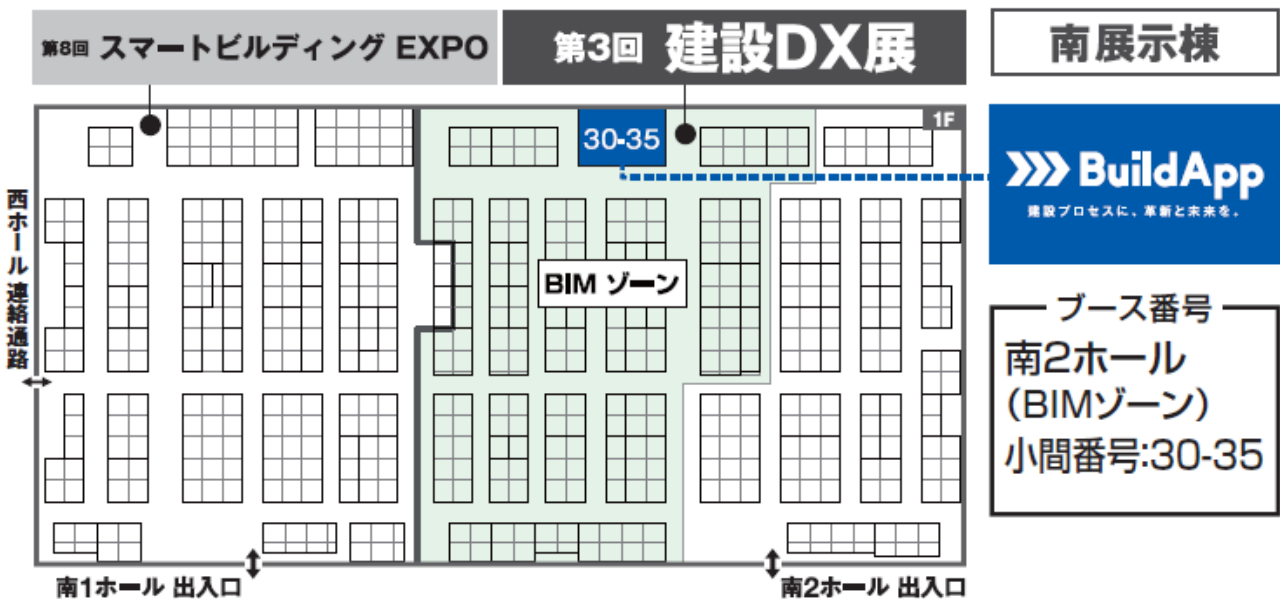 第8回 スマートビルディング EXPO
第3回 建設DX展
南展示棟
1F
30-35
BuildApp
建設プロセスに、革新と未来を。
西ホール 連絡通路
BIM ゾーン
ブース番号
南2ホール
(BIMゾーン)
小間番号:30-35
南1ホール 出入口
南2ホール 出入口